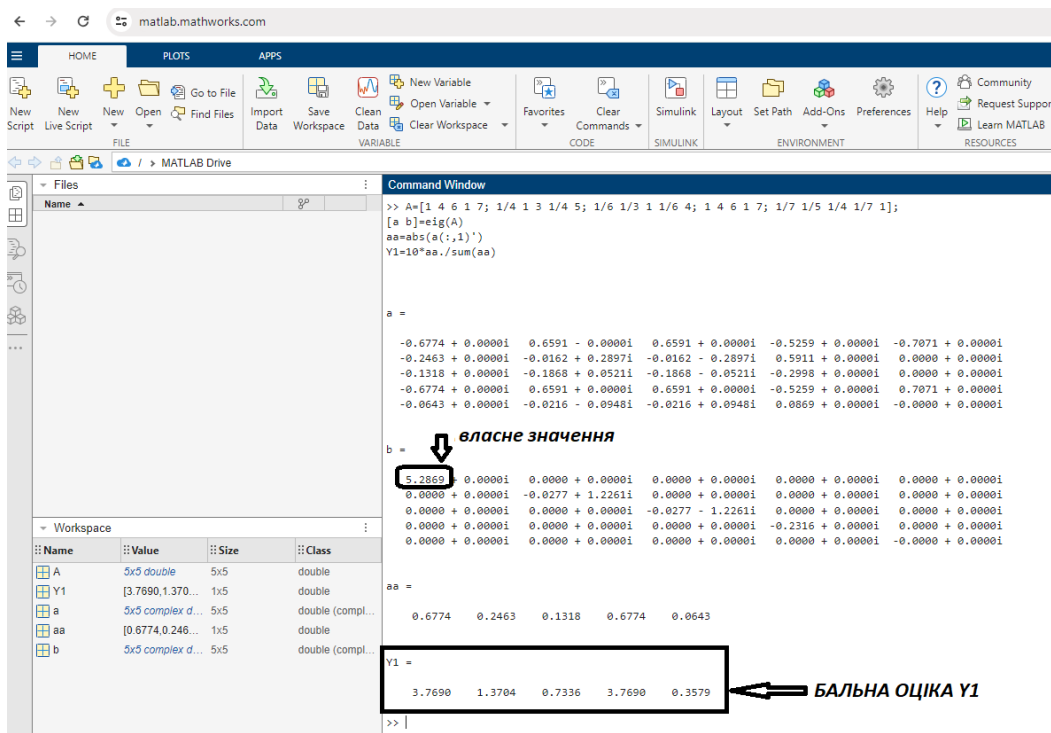 matlab.mathworks.com
HOME PLOTS APPS
New Script
New Live Script
New
Open
Go to File
Find Files
Import Data
Save Workspace
Clean Data
New Variable
Open Variable
Clear Workspace
Favorites
Clear Commands
Simulink
Layout
Set Path
Add-Ons
Preferences
Help
Community
Request Suppor
Learn MATLAB
FILE VARIABLE CODE SIMULINK ENVIRONMENT RESOURCES
/ > MATLAB Drive
Files
Name
Command Window
>> A=[1 4 6 1 7; 1/4 1 3 1/4 5; 1/6 1/3 1 1/6 4; 1 4 6 1 7; 1/7 1/5 1/4 1/7 1];
[a b]=eig(A)
aa=abs(a(:,1)')
Y1=10*aa./sum(aa)
a =
-0.6774 + 0.0000i 0.6591 - 0.0000i 0.6591 + 0.0000i -0.5259 + 0.0000i -0.7071 + 0.0000i
-0.2463 + 0.0000i -0.0162 + 0.2897i -0.0162 - 0.2897i 0.5911 + 0.0000i 0.0000 + 0.0000i
-0.1318 + 0.0000i -0.1868 + 0.0521i -0.1868 - 0.0521i -0.2998 + 0.0000i 0.0000 + 0.0000i
-0.6774 + 0.0000i 0.6591 + 0.0000i 0.6591 + 0.0000i -0.5259 + 0.0000i 0.7071 + 0.0000i
-0.0643 + 0.0000i -0.0216 - 0.0948i -0.0216 + 0.0948i 0.0869 + 0.0000i -0.0000 + 0.0000i
власне значення
b =
5.2869 + 0.0000i 0.0000 + 0.0000i 0.0000 + 0.0000i 0.0000 + 0.0000i 0.0000 + 0.0000i
0.0000 + 0.0000i -0.0277 + 1.2261i 0.0000 + 0.0000i 0.0000 + 0.0000i 0.0000 + 0.0000i
0.0000 + 0.0000i 0.0000 + 0.0000i -0.0277 - 1.2261i 0.0000 + 0.0000i 0.0000 + 0.0000i
0.0000 + 0.0000i 0.0000 + 0.0000i 0.0000 + 0.0000i -0.2316 + 0.0000i 0.0000 + 0.0000i
0.0000 + 0.0000i 0.0000 + 0.0000i 0.0000 + 0.0000i 0.0000 + 0.0000i -0.0000 + 0.0000i
aa =
0.6774 0.2463 0.1318 0.6774 0.0643
Y1 =
3.7690 1.3704 0.7336 3.7690 0.3579
БАЛЬНА ОЦІКА Y1
>>
Workspace
Name Value Size Class
A 5x5 double 5x5 double
Y1 [3.7690,1.370... 1x5 double
a 5x5 complex d... 5x5 double (compl...
aa [0.6774,0.246... 1x5 double
b 5x5 complex d... 5x5 double (compl...